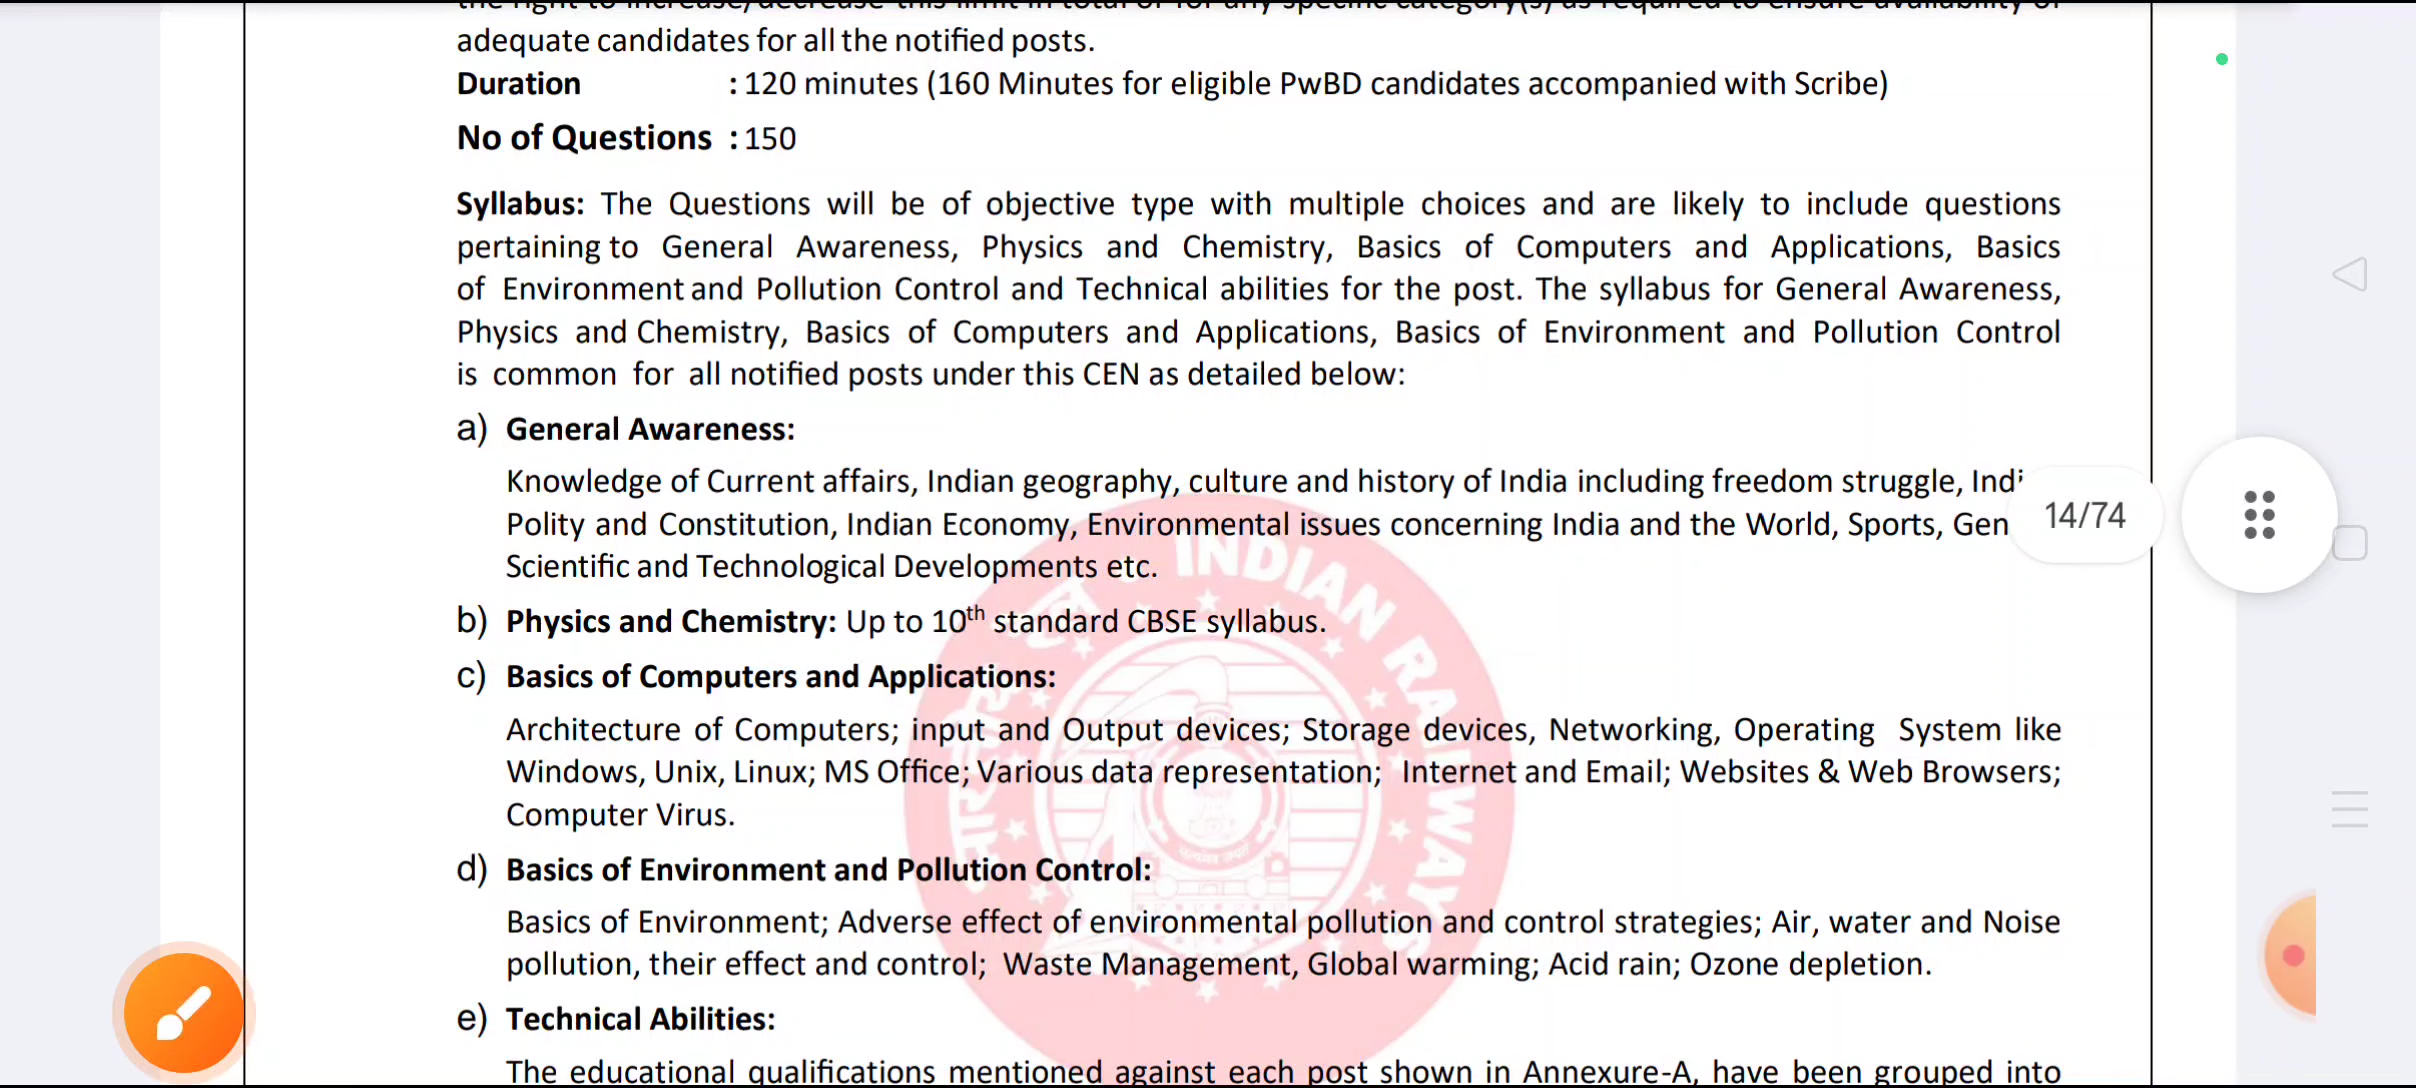 adequate candidates for all the notified posts.
Duration : 120 minutes (160 Minutes for eligible PwBD candidates accompanied with Scribe)
No of Questions : 150
Syllabus: The Questions will be of objective type with multiple choices and are likely to include questions
pertaining to General Awareness, Physics and Chemistry, Basics of Computers and Applications, Basics
of Environment and Pollution Control and Technical abilities for the post. The syllabus for General Awareness,
Physics and Chemistry, Basics of Computers and Applications, Basics of Environment and Pollution Control
is common for all notified posts under this CEN as detailed below:
a) General Awareness:
Knowledge of Current affairs, Indian geography, culture and history of India including freedom struggle,
Polity and Constitution, Indian Economy, Environmental issues concerning India and the World, Sports, Gen
14/74
Scientific and Technological Developments etc.
b) Physics and Chemistry: Up to 10th standard CBSE syllabus.
c) Basics of Computers and Applications:
Architecture of Computers; input and Output devices; Storage devices, Networking, Operating System like
Windows, Unix, Linux; MS Office; Various data representation; Internet and Email; Websites & Web Browsers;
Computer Virus.
d) Basics of Environment and Pollution Control:
Basics of Environment; Adverse effect of environmental pollution and control strategies; Air, water and Noise
pollution, their effect and control; Waste Management, Global warming; Acid rain; Ozone depletion.
e) Technical Abilities:
The educational qualifications mentioned against each post shown in Annexure-A, have been grouped into
INDIAN RAILWAYS